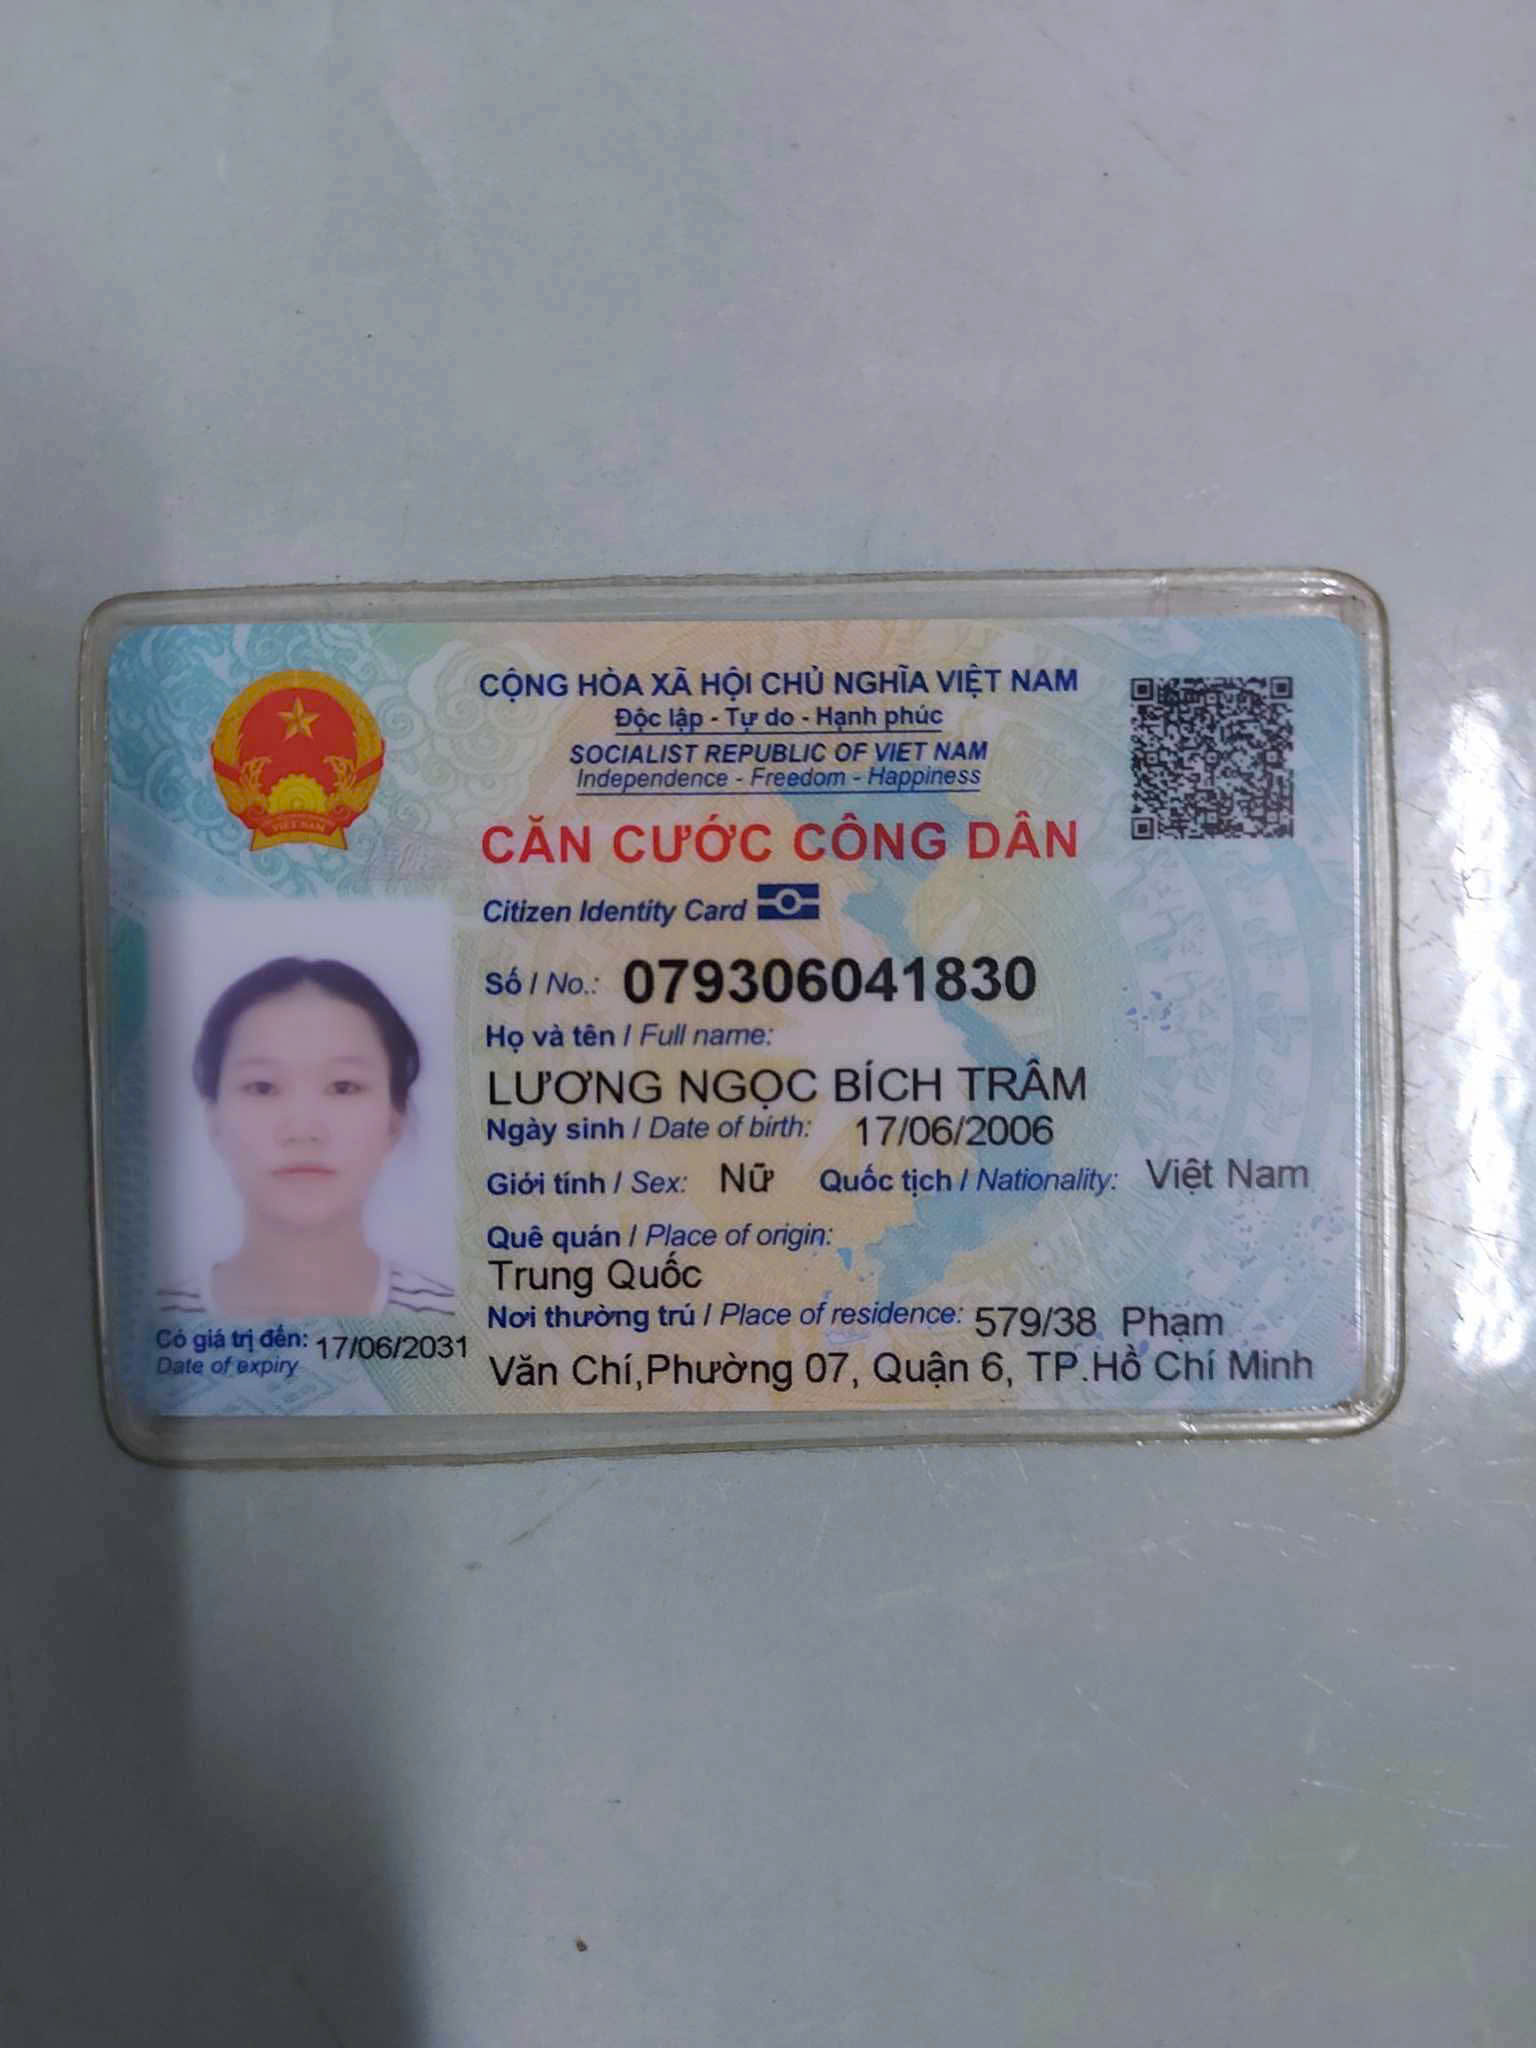 CỘNG HÒA XÃ HỘI CHỦ NGHĨA VIỆT NAM
Độc lập - Tự do - Hạnh phúc
SOCIALIST REPUBLIC OF VIET NAM
Independence - Freedom - Happiness
VIỆT NAM
CĂN CƯỚC CÔNG DÂN
Citizen Identity Card
Số / No.: 079306041830
Họ và tên / Full name:
LƯƠNG NGỌC BÍCH TRÂM
Ngày sinh / Date of birth: 17/06/2006
Giới tính / Sex: Nữ Quốc tịch / Nationality: Việt Nam
Quê quán / Place of origin:
Trung Quốc
Nơi thường trú / Place of residence: 579/38 Phạm
Văn Chí,Phường 07, Quận 6, TP.Hồ Chí Minh
Có giá trị đến: 17/06/2031
Date of expiry